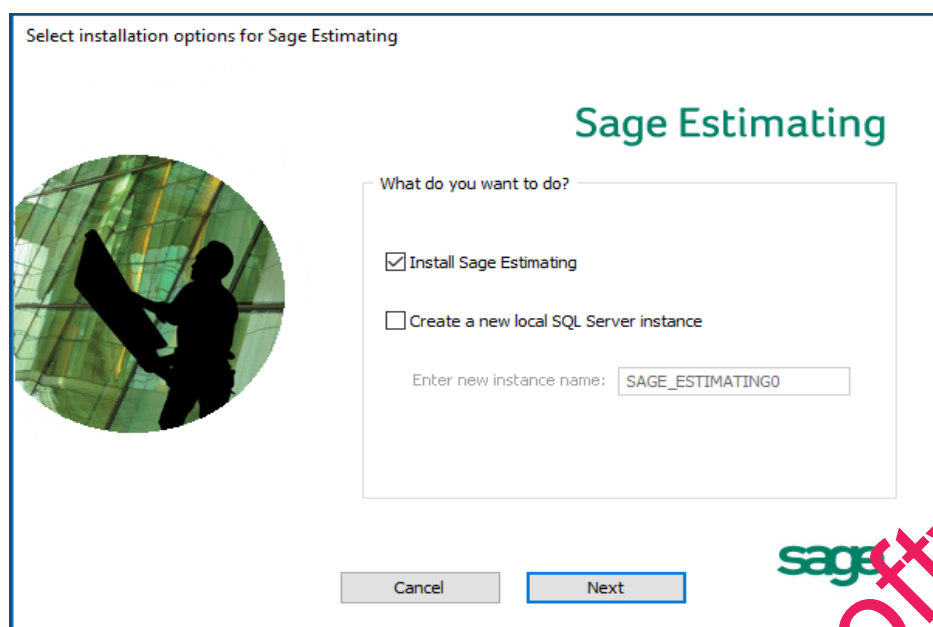 Select installation options for Sage Estimating
Sage Estimating
What do you want to do?
Install Sage Estimating
Create a new local SQL Server instance
Enter new instance name: SAGE_ESTIMATING0
sage
Cancel Next